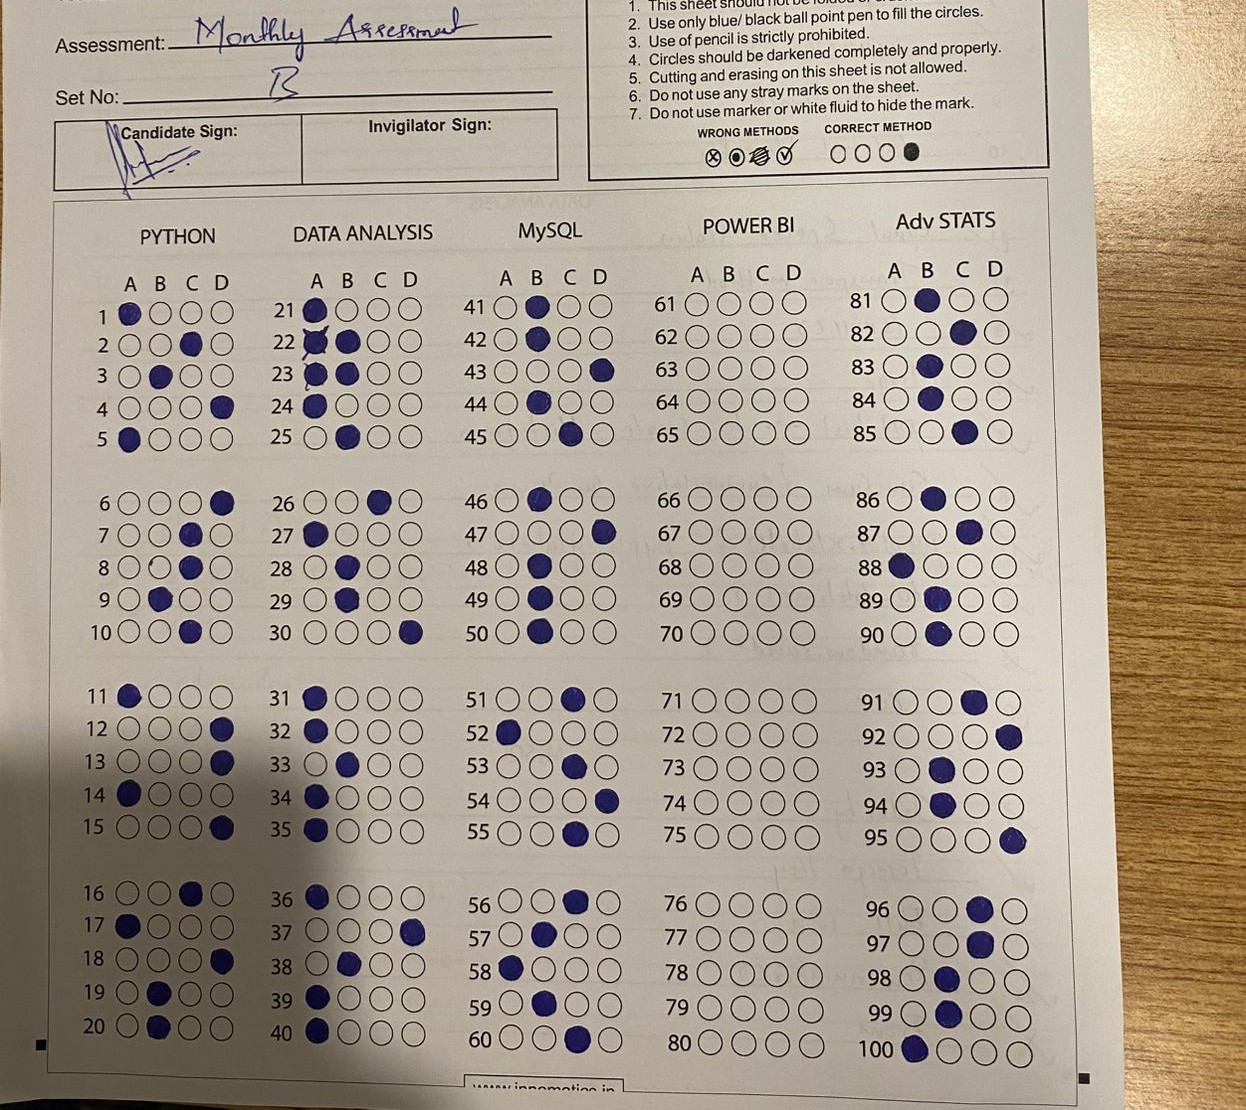 Assessment: Monthly Assessment
Set No: B
Candidate Sign:
Invigilator Sign:
1. This sheet should not be folded or
2. Use only blue/ black ball point pen to fill the circles.
3. Use of pencil is strictly prohibited.
4. Circles should be darkened completely and properly.
5. Cutting and erasing on this sheet is not allowed.
6. Do not use any stray marks on the sheet.
7. Do not use marker or white fluid to hide the mark.
WRONG METHODS CORRECT METHOD
PYTHON DATA ANALYSIS MySQL POWER BI Adv STATS
A B C D A B C D A B C D A B C D A B C D
1 21 41 61 81
2 22 42 62 82
3 23 43 63 83
4 24 44 64 84
5 25 45 65 85
6 26 46 66 86
7 27 47 67 87
8 28 48 68 88
9 29 49 69 89
10 30 50 70 90
11 31 51 71 91
12 32 52 72 92
13 33 53 73 93
14 34 54 74 94
15 35 55 75 95
16 36 56 76 96
17 37 57 77 97
18 38 58 78 98
19 39 59 79 99
20 40 60 80 100